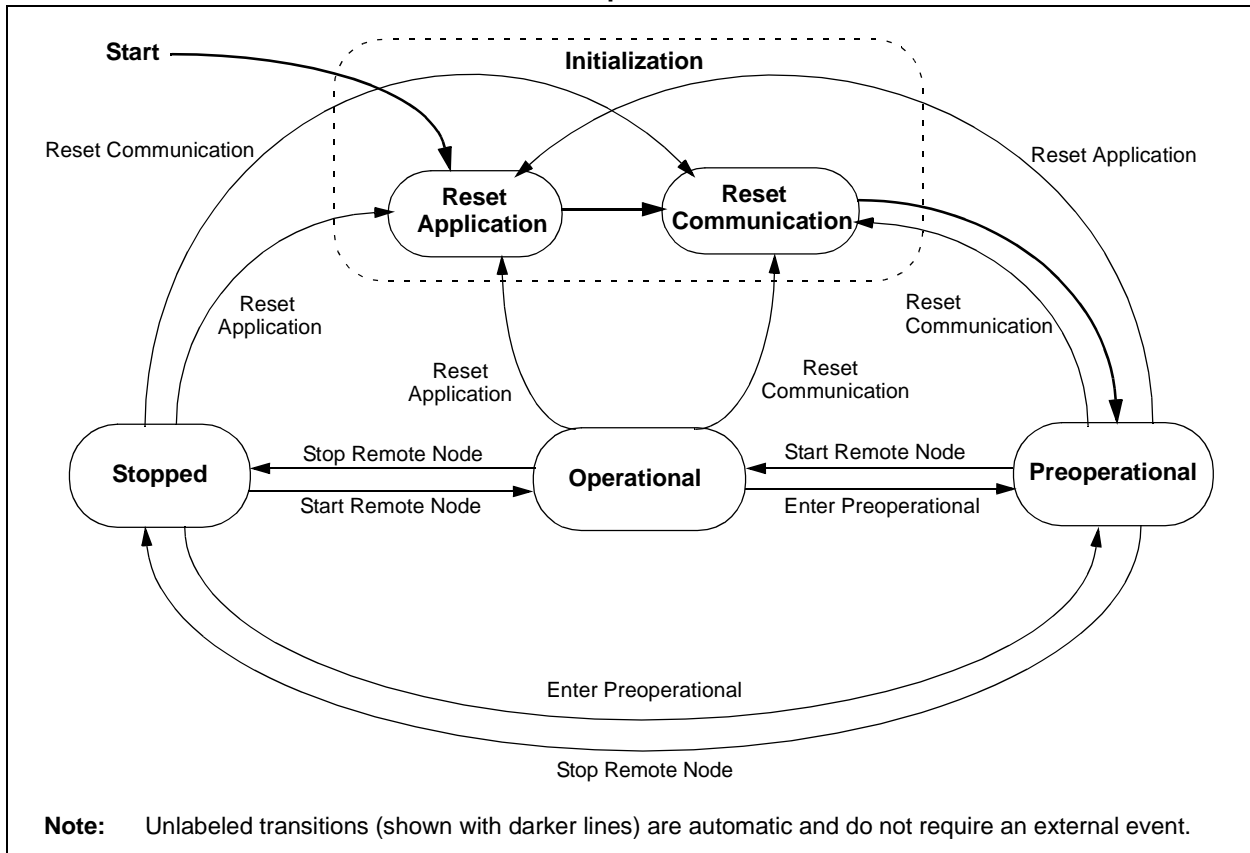 Start
Initialization
Reset Communication
Reset Application
Reset
Application
Reset
Communication
Reset
Application
Reset
Communication
Reset
Application
Reset
Communication
Stopped
Stop Remote Node
Start Remote Node
Operational
Start Remote Node
Enter Preoperational
Preoperational
Enter Preoperational
Stop Remote Node
Note: Unlabeled transitions (shown with darker lines) are automatic and do not require an external event.